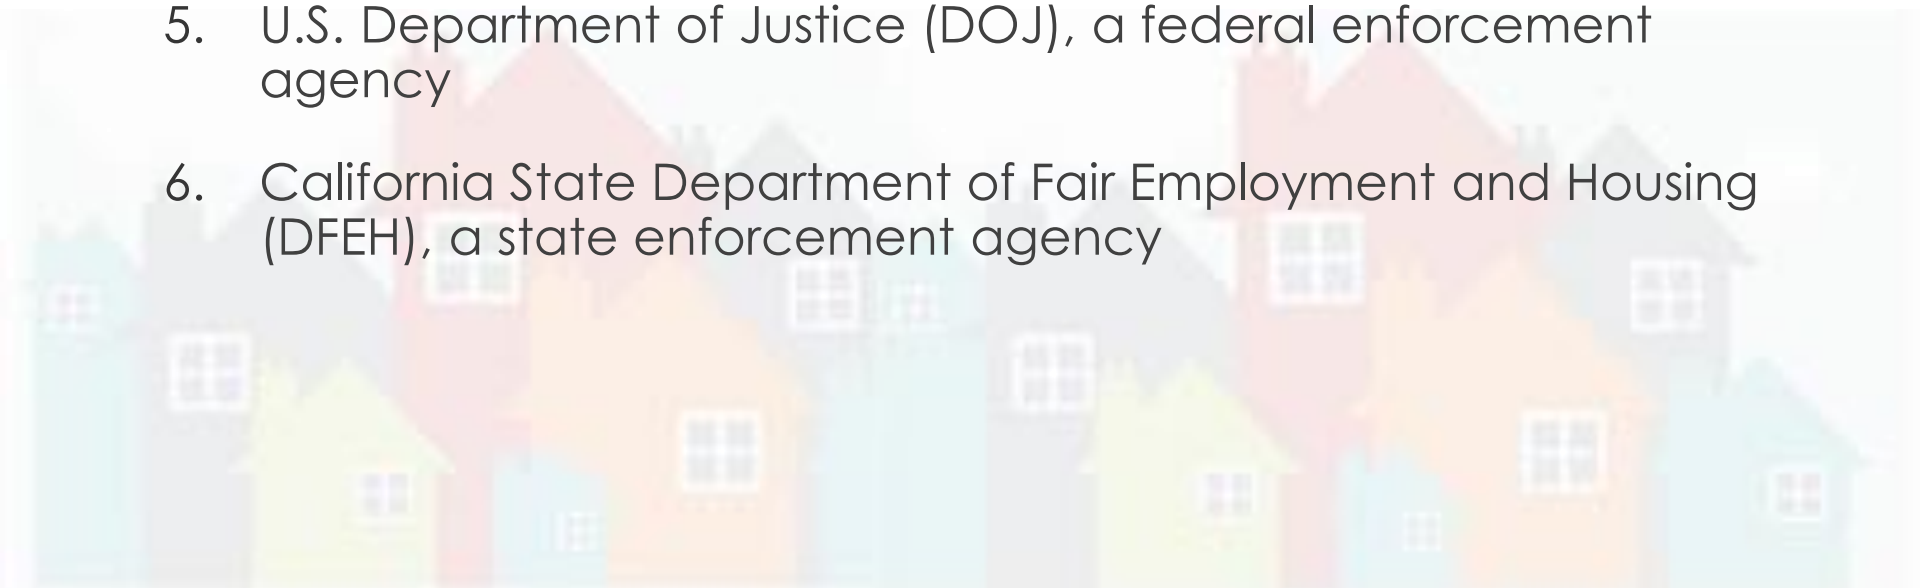 5. U.S. Department of Justice (DOJ), a federal enforcement
agency
6. California State Department of Fair Employment and Housing
(DFEH), a state enforcement agency